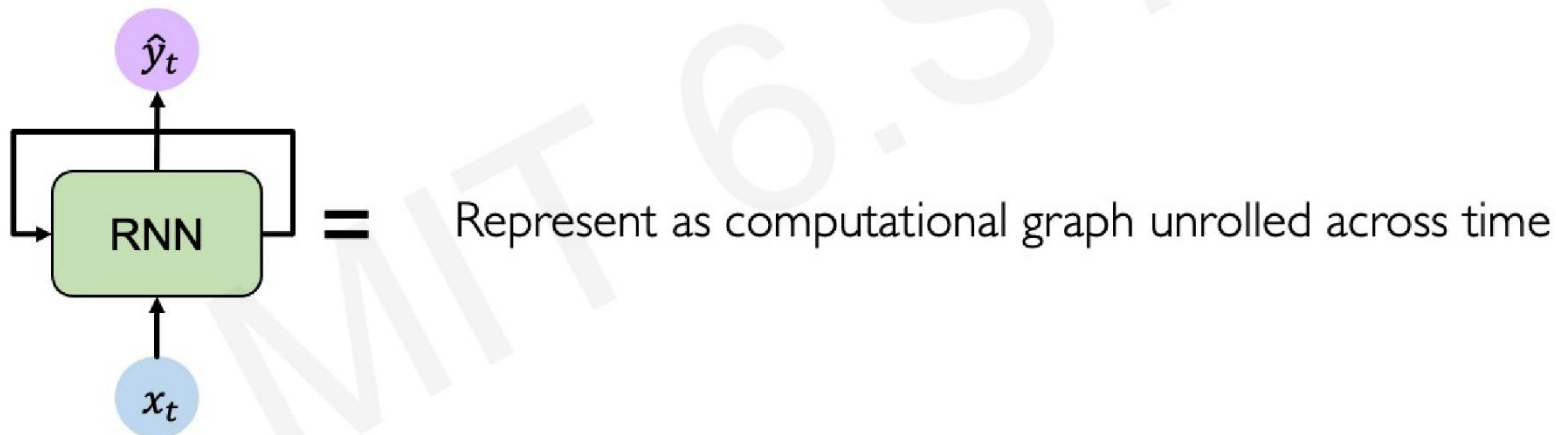 ŷt
RNN
= Represent as computational graph unrolled across time
xt
MIT 6.S